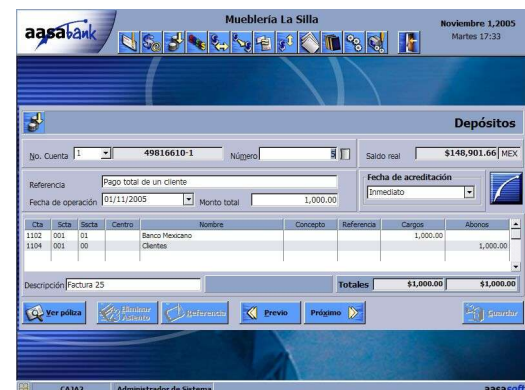 aasabank
Mueblería La Silla
Noviembre 1,2005
Martes 17:33
Depósitos
No. Cuenta 1 49816610-1 Número 5 Saldo real $148,901.66 MEX
Referencia Pago total de un cliente
Fecha de acreditación
Inmediato
Fecha de operación 01/11/2005 Monto total 1,000.00
Cta Scta Sscta Centro Nombre Concepto Referencia Cargos Abonos
1102 001 01 Banco Mexicano 1,000.00
1104 001 00 Clientes 1,000.00
Descripción Factura 25 Totales $1,000.00 $1,000.00
Ver póliza Eliminar Asiento Referencia Previo Próximo Guardar
CAJA2 Administrador de Sistema aasasoft